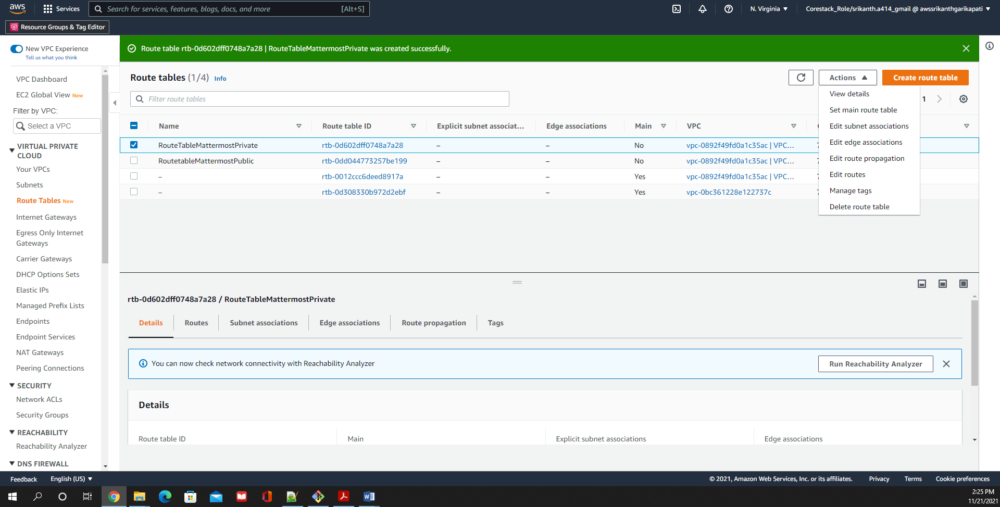 aws
Services
Search for services, features, blogs, docs, and more
[Alt+S]
N. Virginia
Corestack_Role/srikanth.a414_gmail @ awssrikanthgarikapati
Resource Groups & Tag Editor
New VPC Experience
Tell us what you think
VPC Dashboard
EC2 Global View New
Filter by VPC:
Select a VPC
VIRTUAL PRIVATE
CLOUD
Your VPCs
Subnets
Route Tables New
Internet Gateways
Egress Only Internet
Gateways
Carrier Gateways
DHCP Options Sets
Elastic IPs
Managed Prefix Lists
Endpoints
Endpoint Services
NAT Gateways
Peering Connections
SECURITY
Network ACLs
Security Groups
REACHABILITY
Reachability Analyzer
DNS FIREWALL
Route table rtb-0d602dff0748a7a28 | RouteTableMattermostPrivate was created successfully.
Route tables (1/4) Info
Actions
Create route table
Filter route tables
1
View details
Set main route table
Edit subnet associations
Edit edge associations
Edit route propagation
Edit routes
Manage tags
Delete route table
Name Route table ID Explicit subnet associat... Edge associations Main VPC
RouteTableMattermostPrivate rtb-0d602dff0748a7a28 – – No vpc-0892f49fd0a1c35ac | VPC...
RoutetableMattermostPublic rtb-0dd044773257be199 – – No vpc-0892f49fd0a1c35ac | VPC...
– rtb-0012ccc6deed8917a – – Yes vpc-0892f49fd0a1c35ac | VPC...
– rtb-0d308330b972d2ebf – – Yes vpc-0bc361228e122737c
rtb-0d602dff0748a7a28 / RouteTableMattermostPrivate
Details Routes Subnet associations Edge associations Route propagation Tags
You can now check network connectivity with Reachability Analyzer
Run Reachability Analyzer
Details
Route table ID Main Explicit subnet associations Edge associations
Feedback English (US)
© 2021, Amazon Web Services, Inc. or its affiliates. Privacy Terms Cookie preferences
2:25 PM
11/21/2021